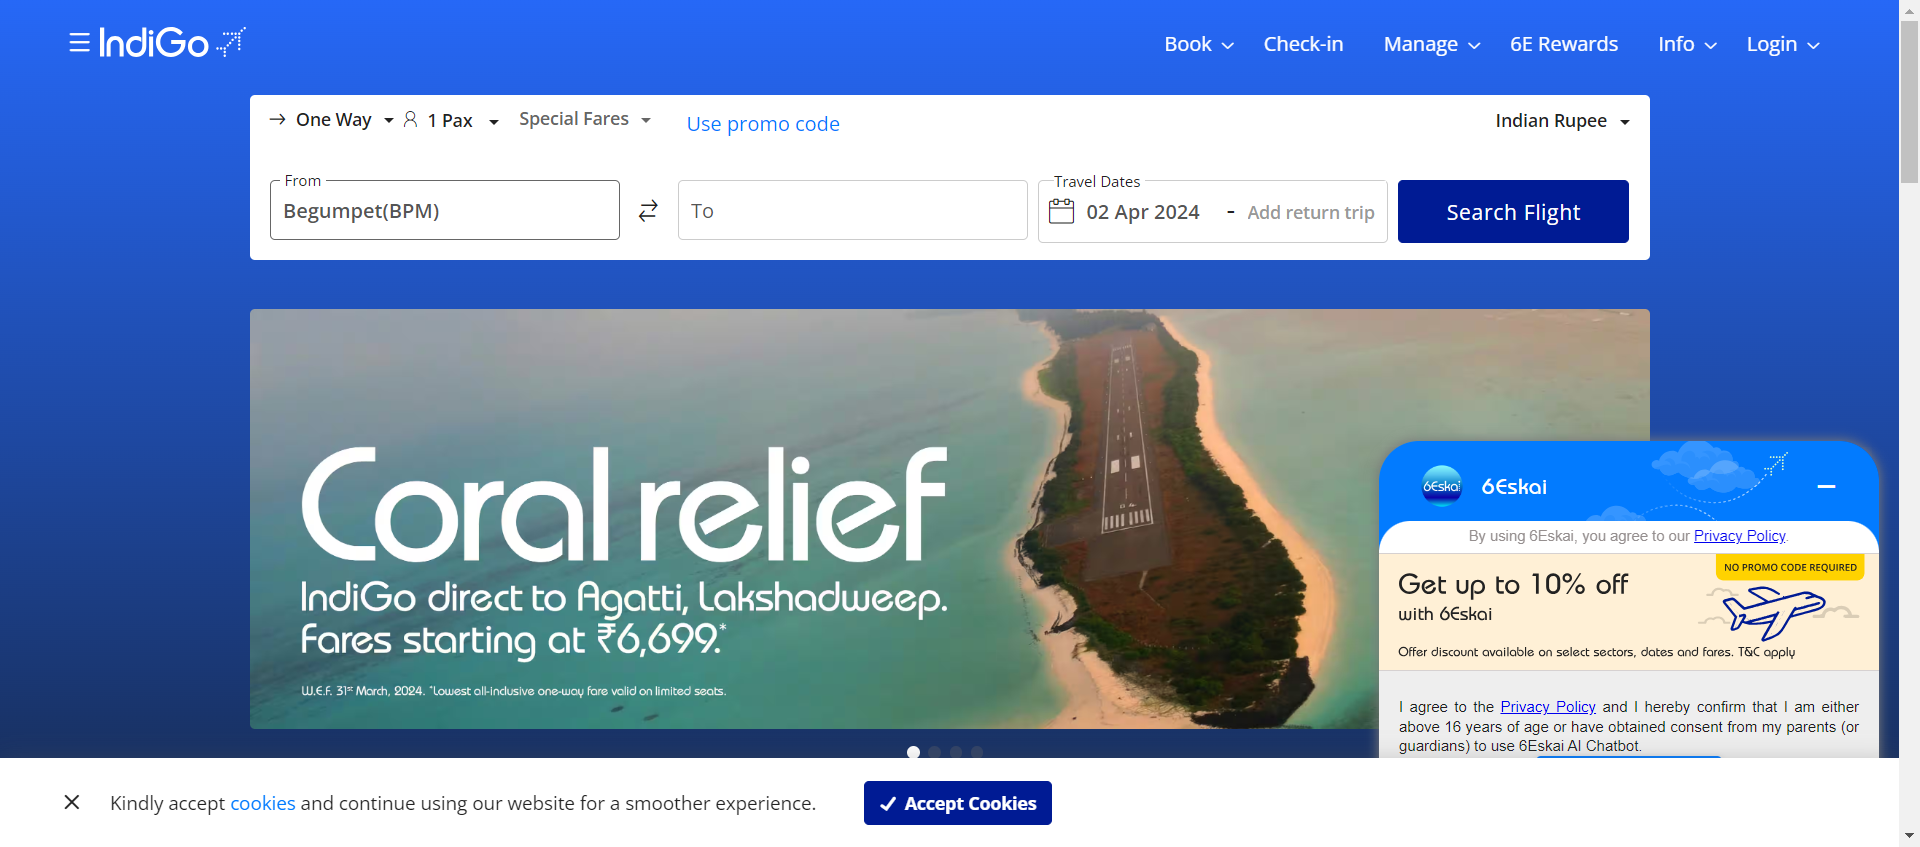 IndiGo
Book
Check-in
Manage
6E Rewards
Info
Login
One Way
1 Pax
Special Fares
Use promo code
Indian Rupee
From
Begumpet(BPM)
To
Travel Dates
02 Apr 2024 - Add return trip
Search Flight
Coral relief
IndiGo direct to Agatti, Lakshadweep.
Fares starting at ₹6,699.*
W.E.F. 31st March, 2024. *Lowest all-inclusive one-way fare valid on limited seats.
6Eskai
6Eskai
By using 6Eskai, you agree to our Privacy Policy.
NO PROMO CODE REQUIRED
Get up to 10% off
with 6Eskai
Offer discount available on select sectors, dates and fares. T&C apply
I agree to the Privacy Policy and I hereby confirm that I am either
above 16 years of age or have obtained consent from my parents (or
guardians) to use 6Eskai AI Chatbot.
Kindly accept cookies and continue using our website for a smoother experience.
Accept Cookies